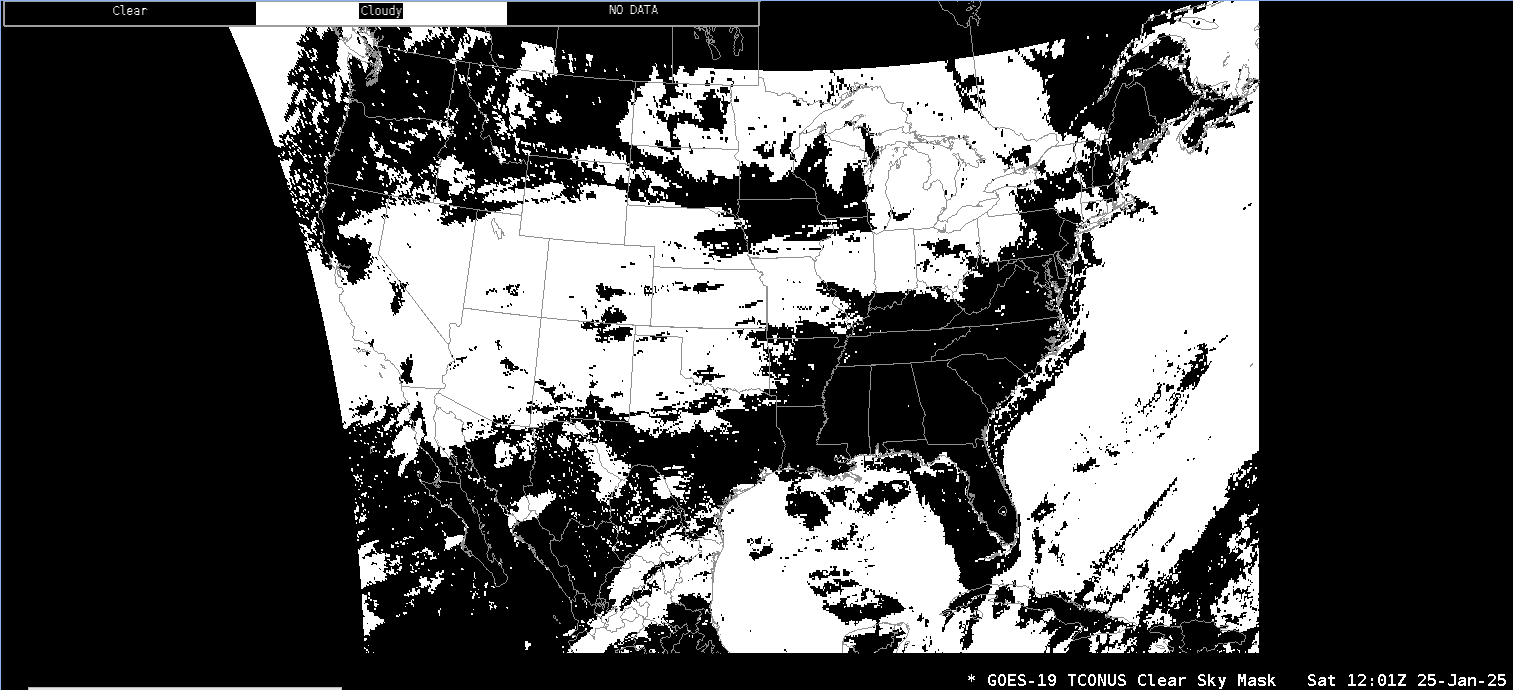 Clear Cloudy NO DATA
* GOES-19 TCONUS Clear Sky Mask Sat 12:01Z 25-Jan-25